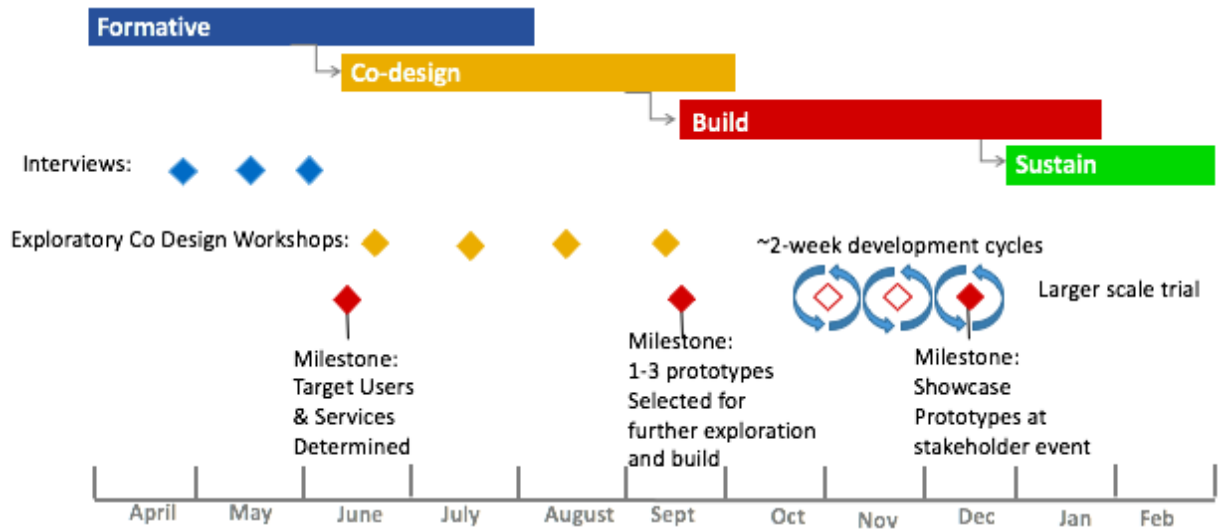 Formative
Co-design
Build
Sustain
Interviews:
Exploratory Co Design Workshops:
~2-week development cycles
Larger scale trial
Milestone:
Target Users
& Services
Determined
Milestone:
1-3 prototypes
Selected for
further exploration
and build
Milestone:
Showcase
Prototypes at
stakeholder event
April May June July August Sept Oct Nov Dec Jan Feb